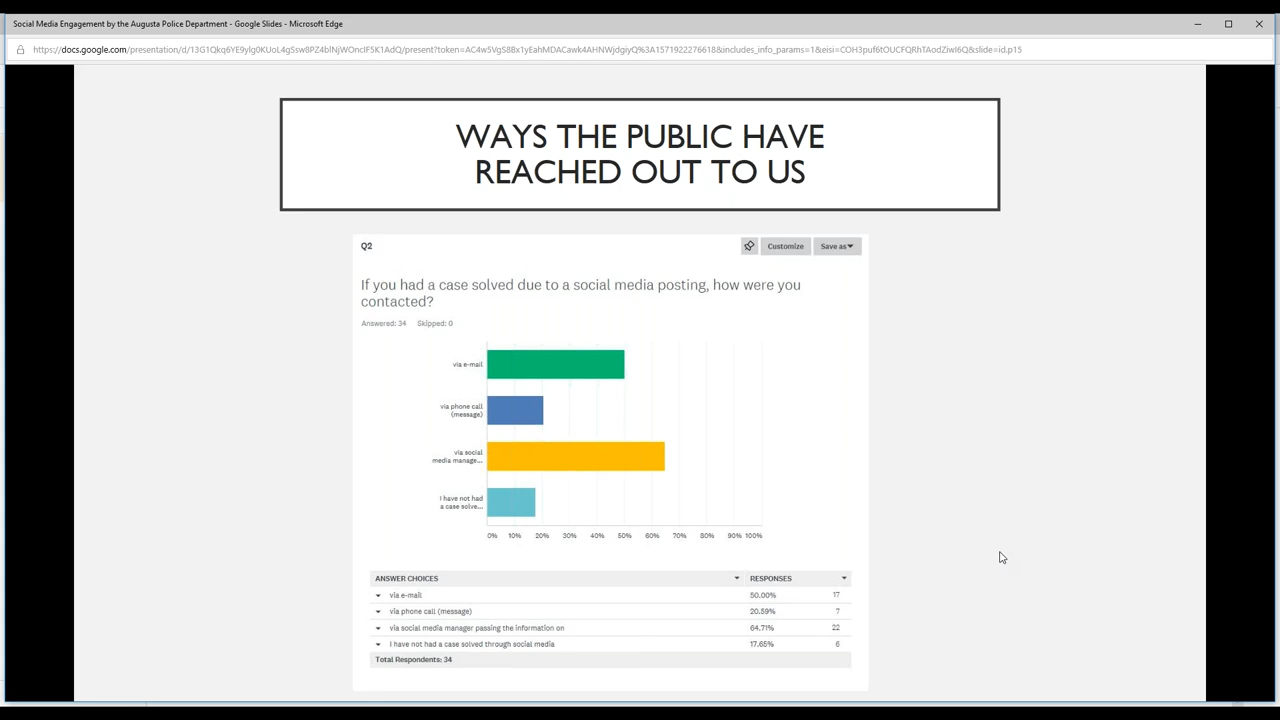 Social Media Engagement by the Augusta Police Department - Google Slides - Microsoft Edge
WAYS THE PUBLIC HAVE
REACHED OUT TO US
Q2
Customize
Save as
If you had a case solved due to a social media posting, how were you
contacted?
Answered: 34 Skipped: 0
via e-mail
via phone call
(message)
via social
media manage...
I have not had
a case solve...
0% 10% 20% 30% 40% 50% 60% 70% 80% 90% 100%
ANSWER CHOICES RESPONSES
via e-mail 50.00% 17
via phone call (message) 20.59% 7
via social media manager passing the information on 64.71% 22
I have not had a case solved through social media 17.65% 6
Total Respondents: 34